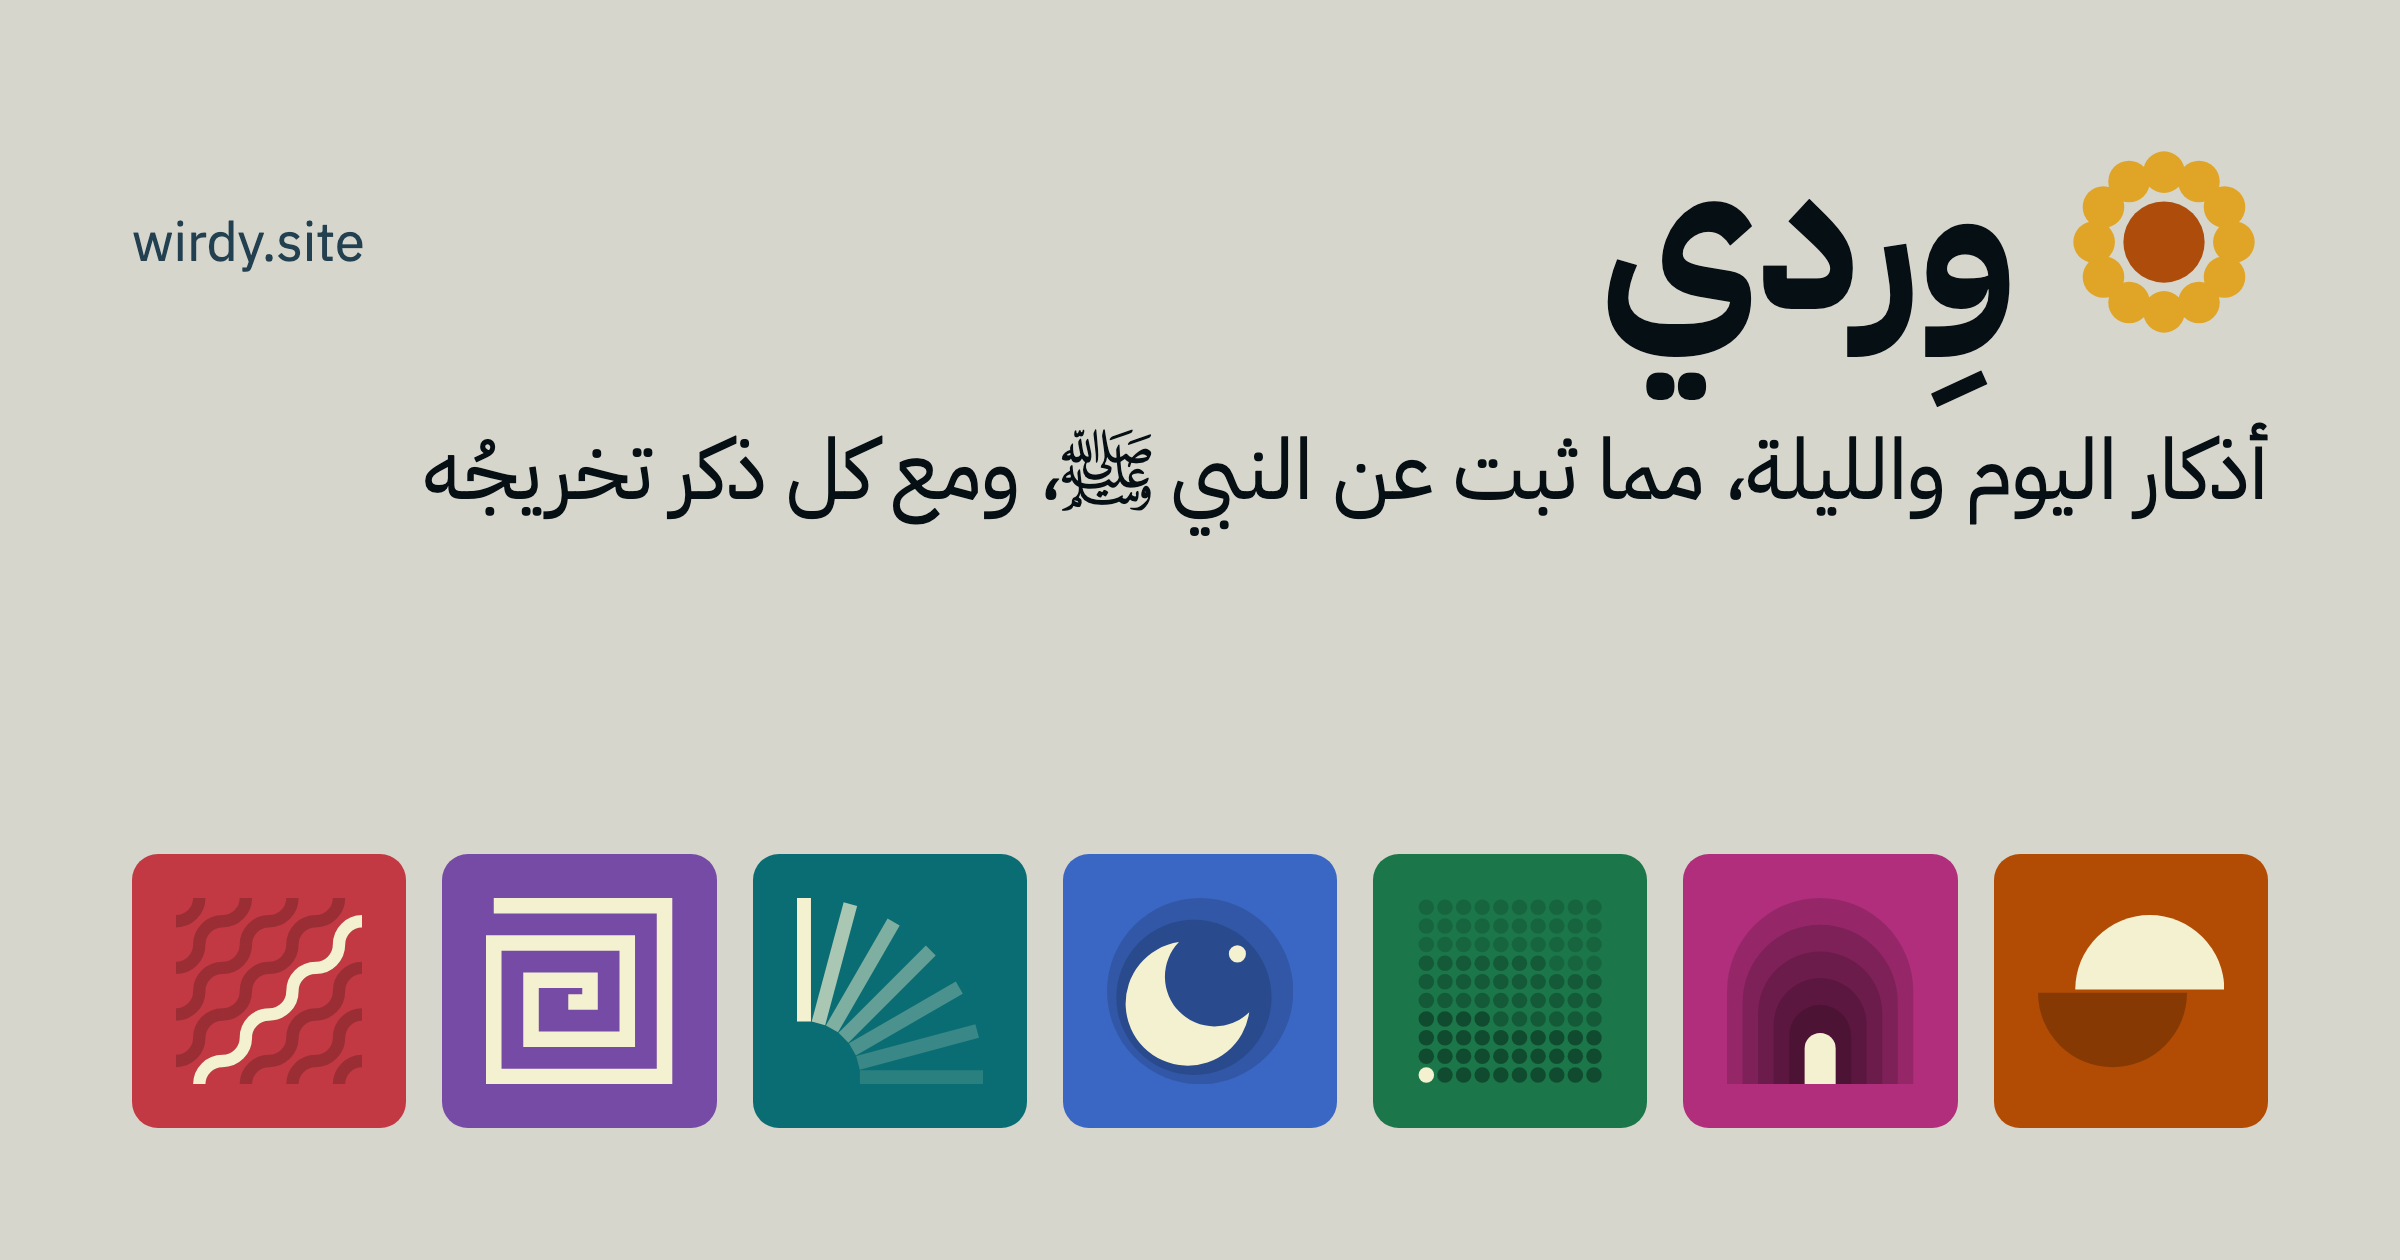 وِردي
wirdy.site
أذكار اليوم والليلة، مما ثبت عن النبي ﷺ، ومع كل ذكر تخريجُه